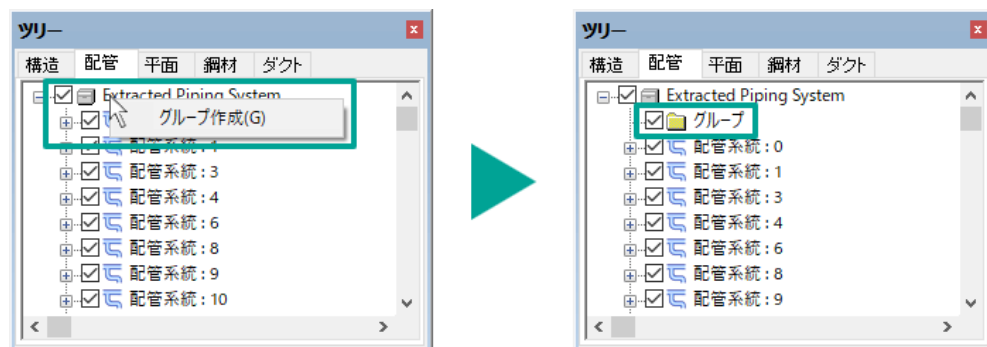 ツリー
構造 配管 平面 鋼材 ダクト
Extracted Piping System
グループ作成(G)
配管系統 : 3
配管系統 : 4
配管系統 : 6
配管系統 : 8
配管系統 : 9
配管系統 : 10
ツリー
構造 配管 平面 鋼材 ダクト
Extracted Piping System
グループ
配管系統 : 0
配管系統 : 1
配管系統 : 3
配管系統 : 4
配管系統 : 6
配管系統 : 8
配管系統 : 9